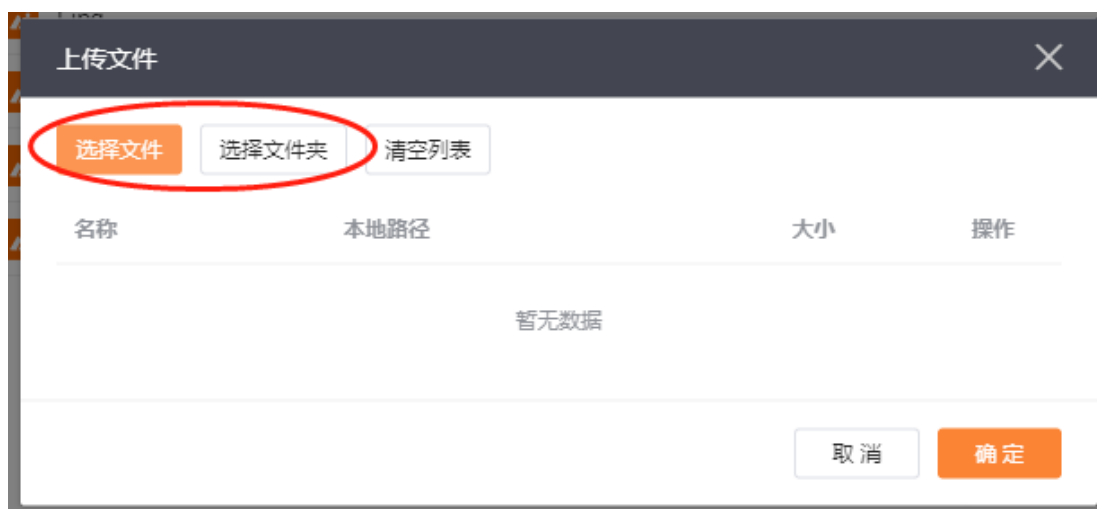 上传文件
选择文件 选择文件夹 清空列表
名称 本地路径 大小 操作
暂无数据
取消 确定